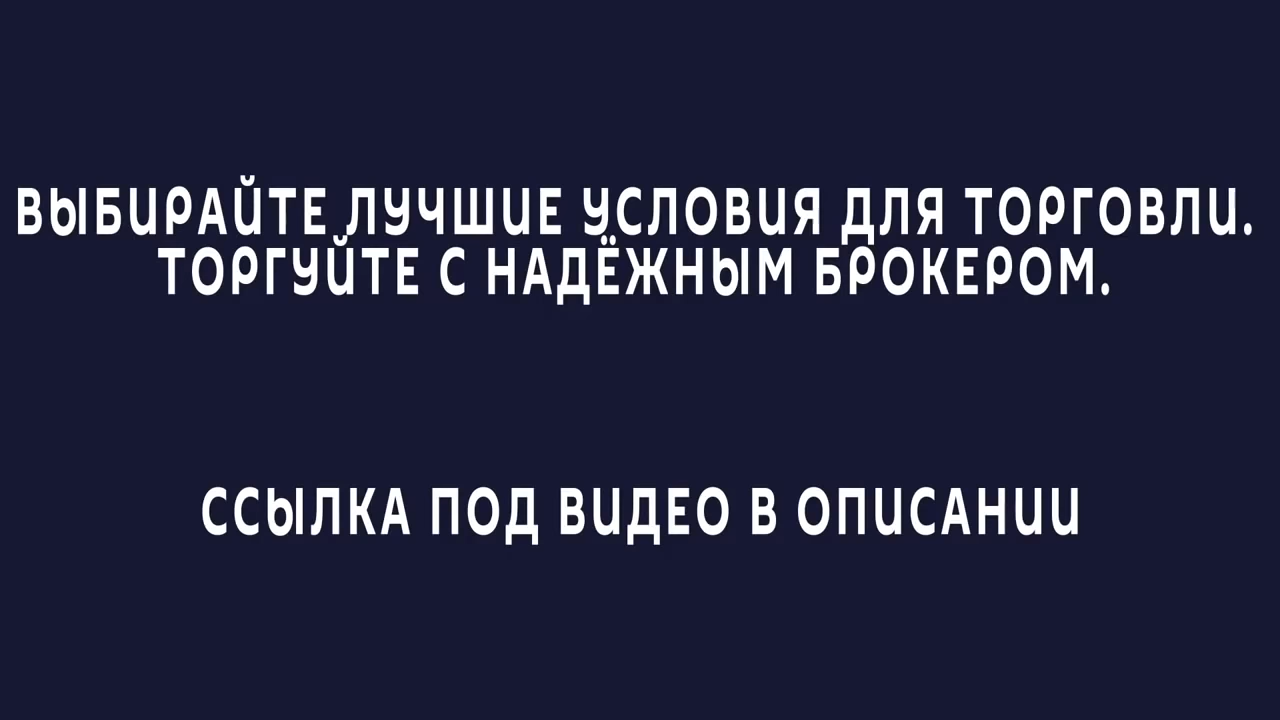 ВЫБИРАЙТЕ ЛУЧШИЕ УСЛОВИЯ ДЛЯ ТОРГОВЛИ.
ТОРГУЙТЕ С НАДЁЖНЫМ БРОКЕРОМ.
ССЫЛКА ПОД ВИДЕО В ОПИСАНИИ